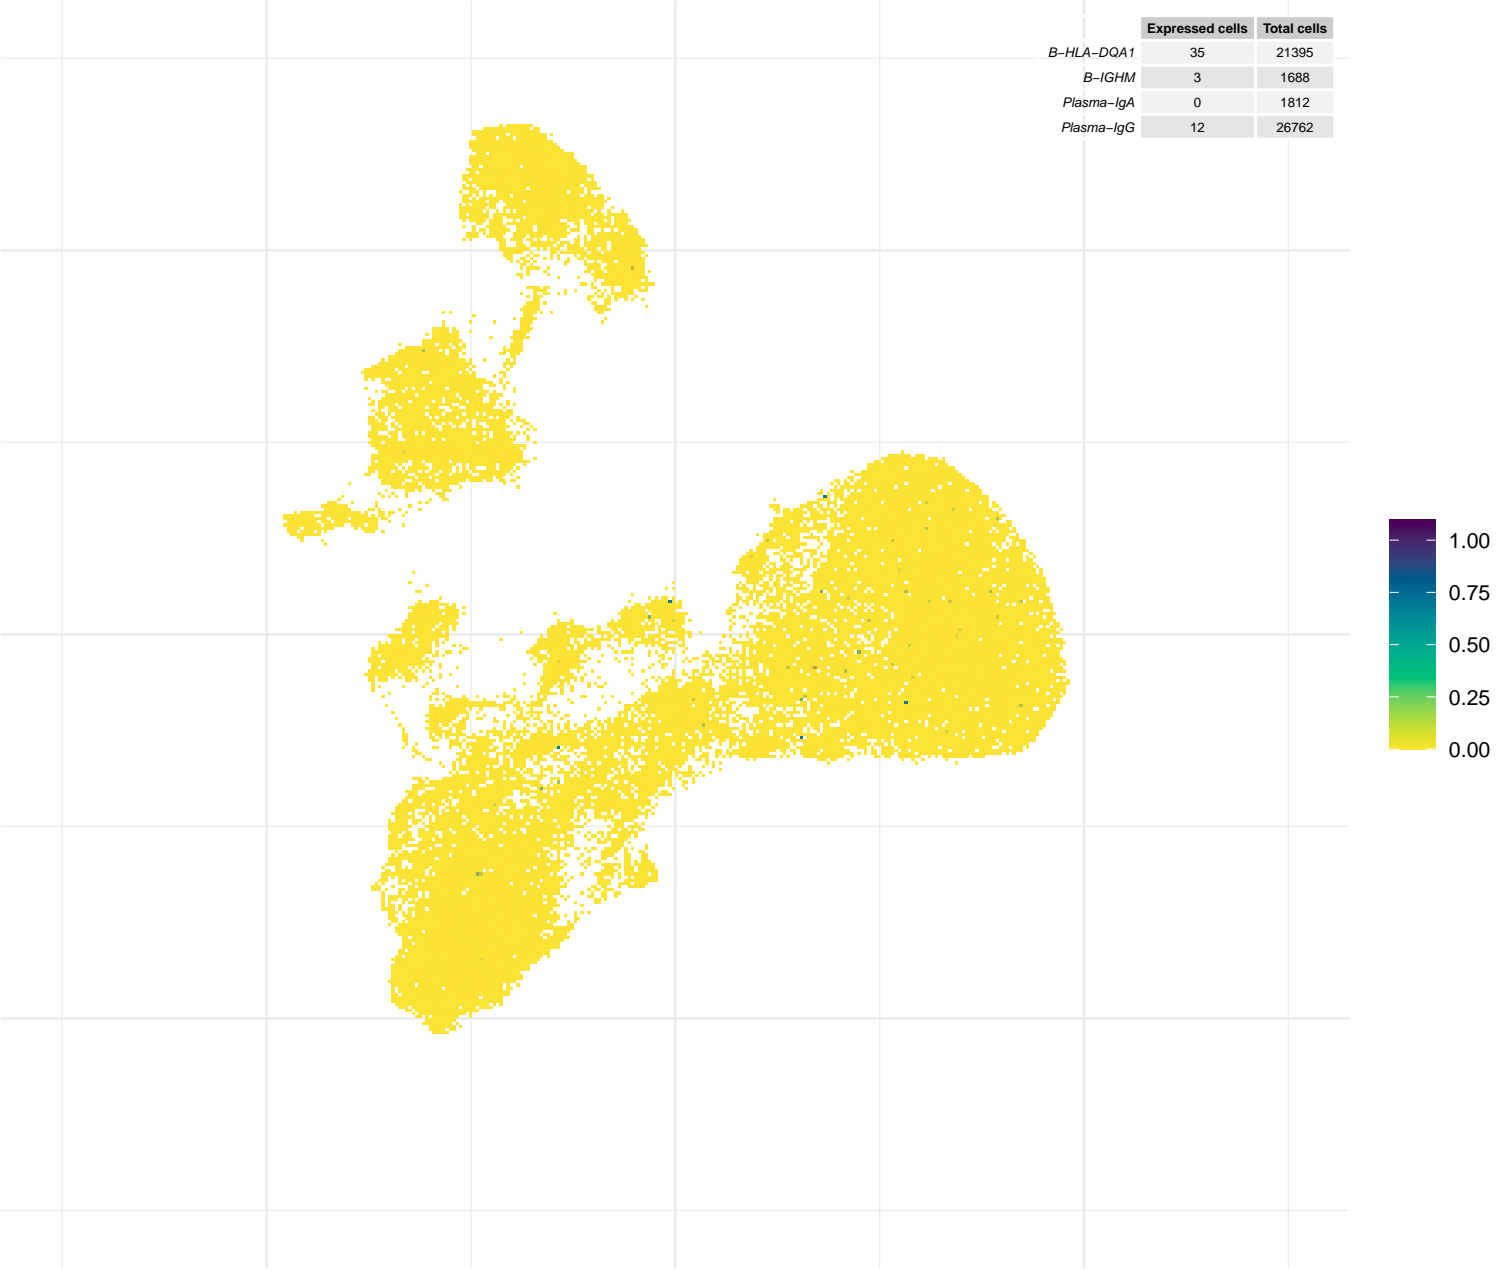 Expressed cells Total cells
B−HLA−DQA1 35 21395
B−IGHM 3 1688
Plasma−IgA 0 1812
Plasma−IgG 12 26762
1.00
0.75
0.50
0.25
0.00